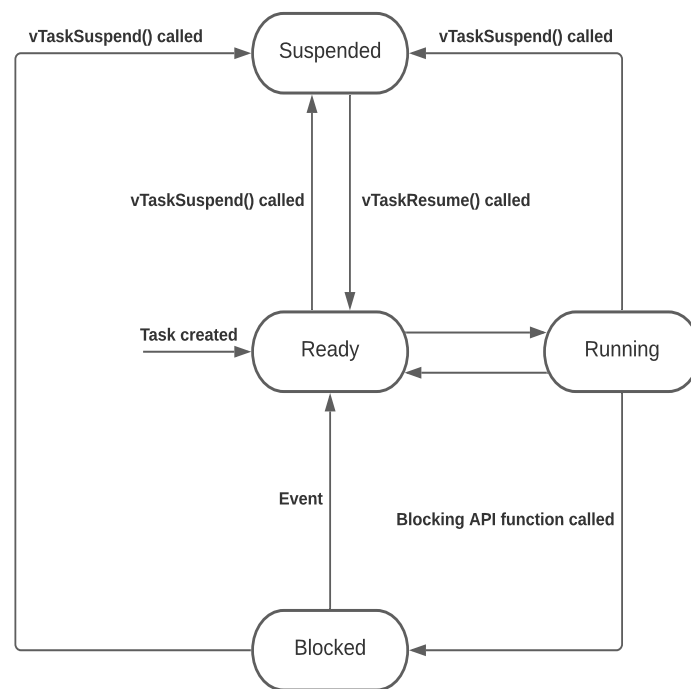 vTaskSuspend() called
Suspended
vTaskSuspend() called
vTaskSuspend() called
vTaskResume() called
Task created
Ready
Running
Event
Blocking API function called
Blocked